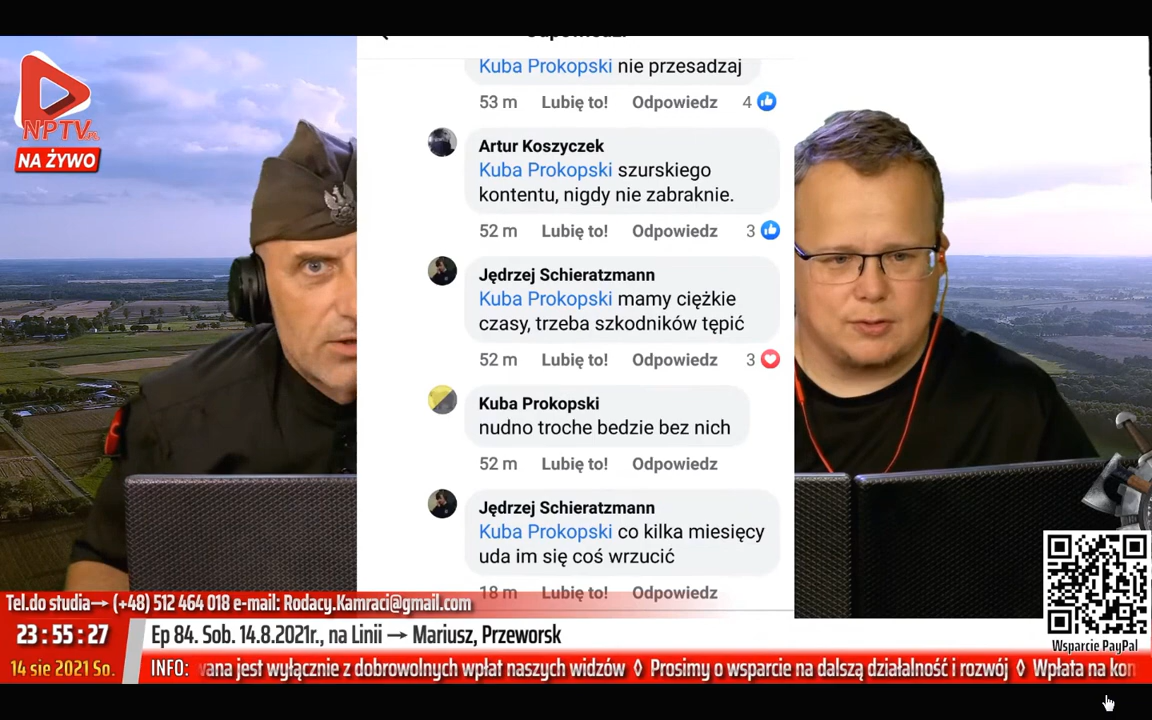 NPTV.PL
NA ŻYWO
Kuba Prokopski nie przesadzaj
53 m Lubię to! Odpowiedz 4
Artur Koszyczek
Kuba Prokopski szurskiego
kontentu, nigdy nie zabraknie.
52 m Lubię to! Odpowiedz 3
Jędrzej Schieratzmann
Kuba Prokopski mamy ciężkie
czasy, trzeba szkodników tępić
52 m Lubię to! Odpowiedz 3
Kuba Prokopski
nudno troche bedzie bez nich
52 m Lubię to! Odpowiedz
Jędrzej Schieratzmann
Kuba Prokopski co kilka miesięcy
uda im się coś wrzucić
18 m Lubię to! Odpowiedz
Tel.do studia→ (+48) 512 464 018 e-mail: Rodacy.Kamraci@gmail.com
23:55:27 Ep 84. Sob. 14.8.2021r., na Linii → Mariusz, Przeworsk
Wsparcie PayPal
14 sie 2021 So. INFO: wana jest wyłącznie z dobrowolnych wpłat naszych widzów ◊ Prosimy o wsparcie na dalszą działalność i rozwój ◊ Wpłata na kon